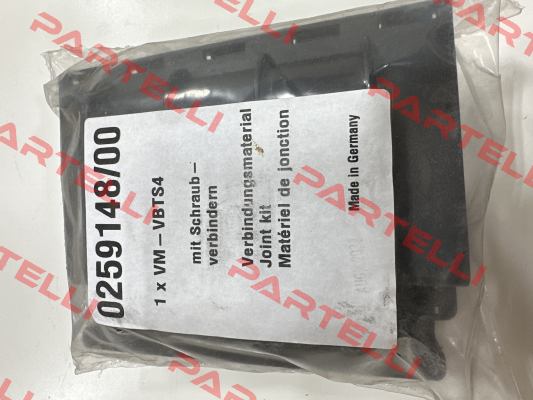 0259148/00
1 x VM – VBTS4
mit Schraub –
verbindern
Verbindungsmaterial
Joint kit
Matériel de jonction
Made in Germany
PARTELLI
PARTELLI
PARTELLI
PARTELLI
PARTELLI